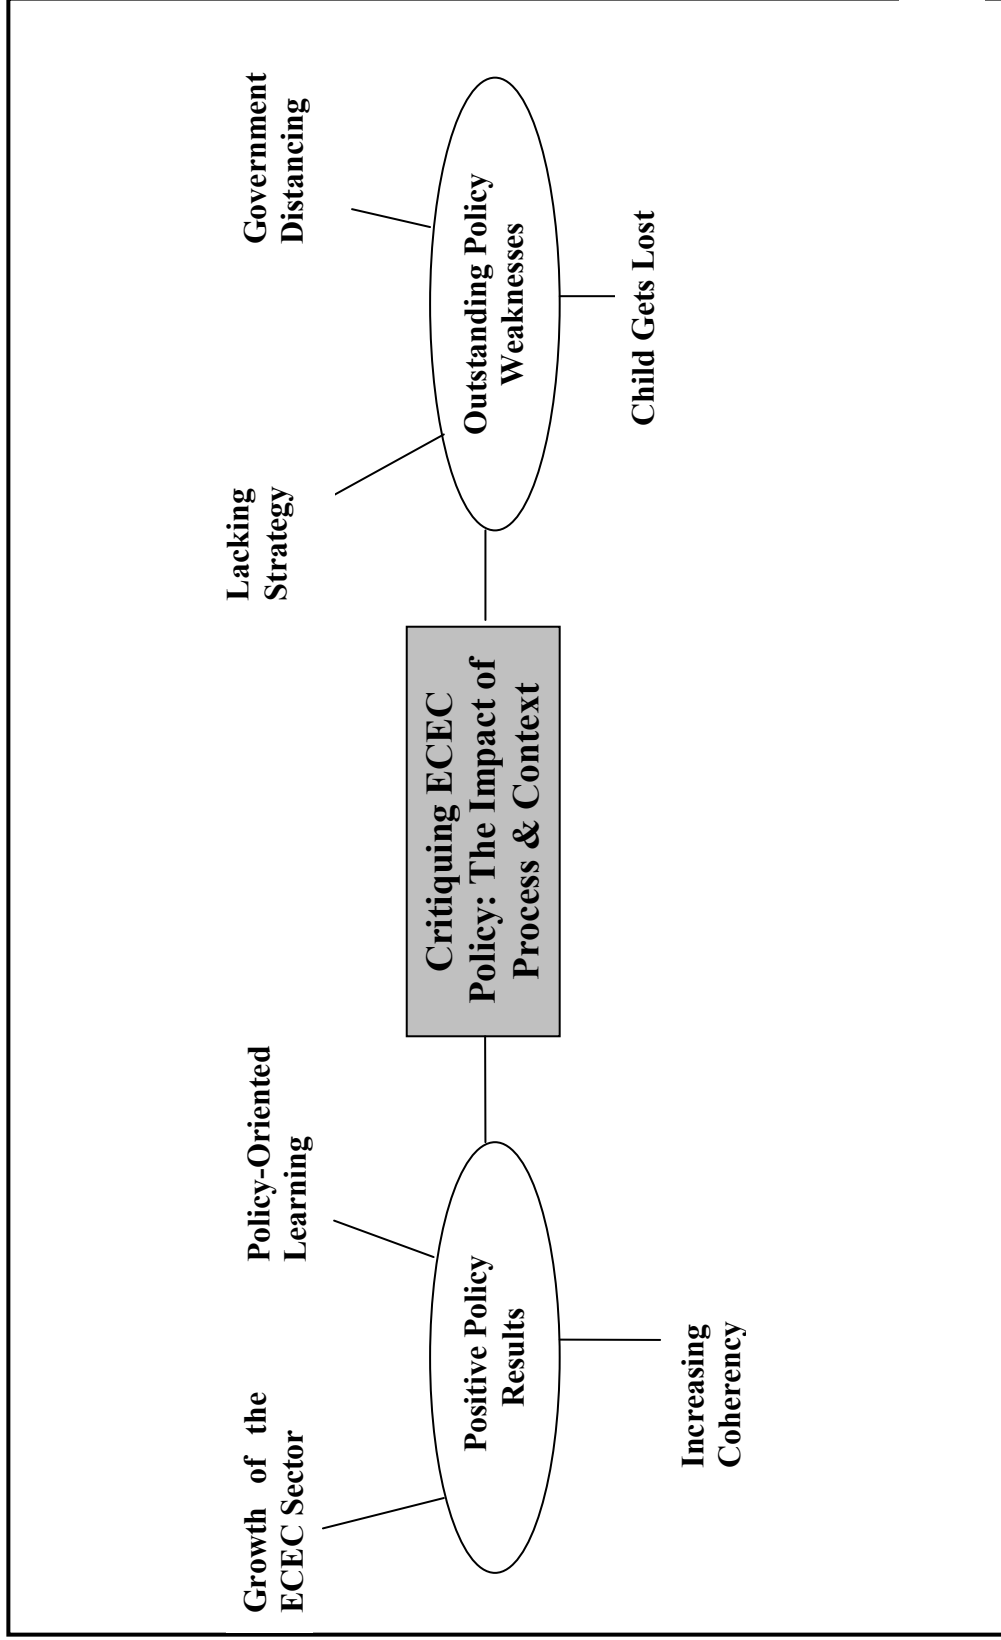 Growth of the
ECEC Sector
Policy-Oriented
Learning
Lacking
Strategy
Government
Distancing
Positive Policy
Results
Critiquing ECEC
Policy: The Impact of
Process & Context
Outstanding Policy
Weaknesses
Increasing
Coherency
Child Gets Lost